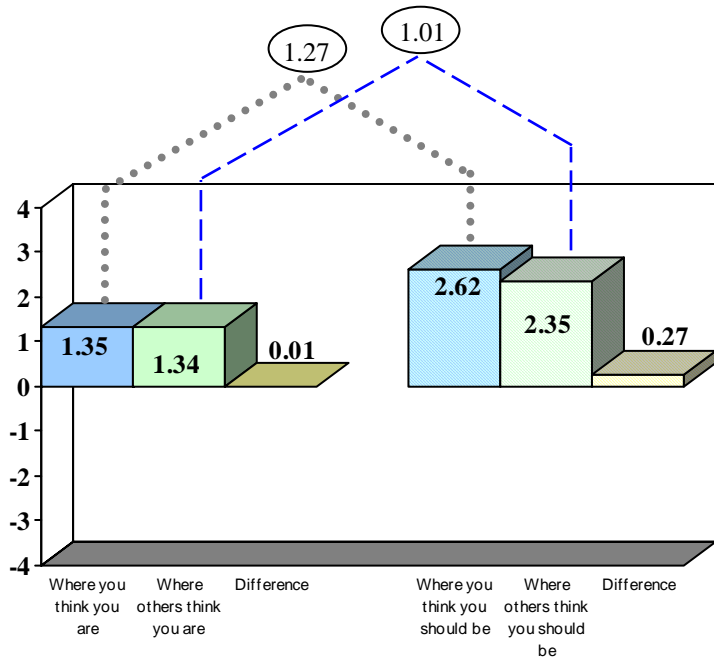 1.27
1.01
4
3
2
1
0
-1
-2
-3
-4
1.35
1.34
0.01
2.62
2.35
0.27
Where you
think you
are
Where
others think
you are
Difference
Where you
think you
should be
Where
others think
you should
be
Difference